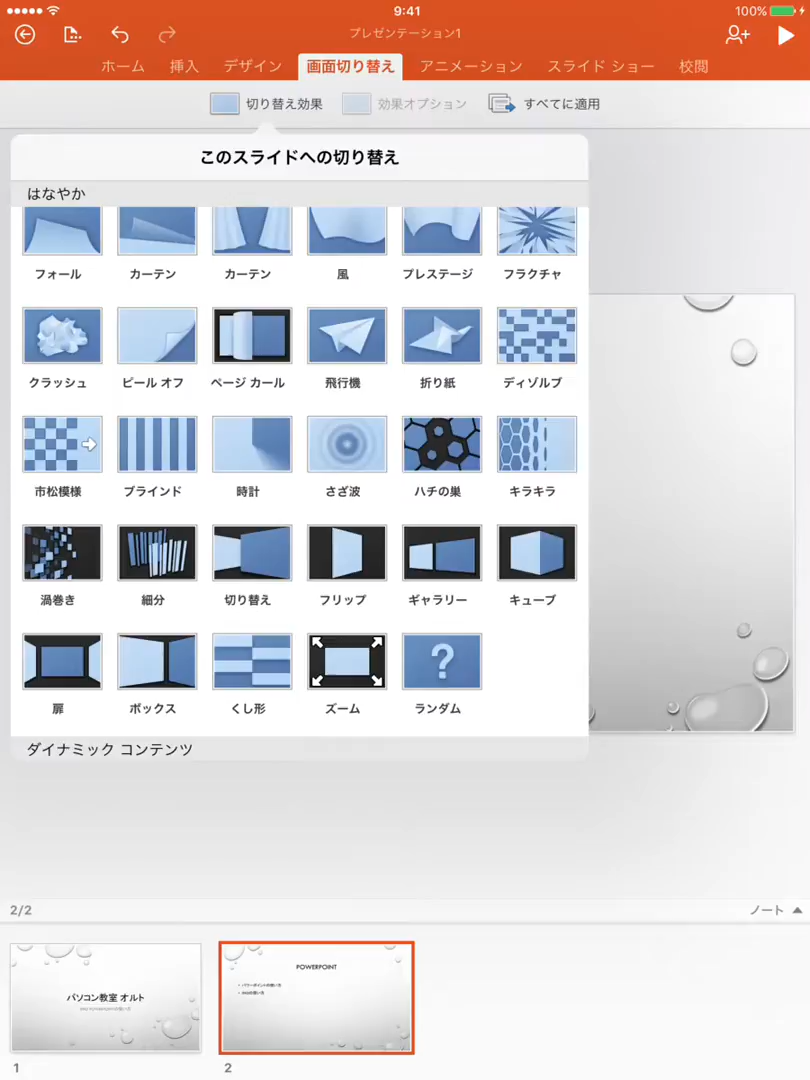 9:41
100%
プレゼンテーション1
ホーム 挿入 デザイン 画面切り替え アニメーション スライド ショー 校閲
切り替え効果 効果オプション すべてに適用
このスライドへの切り替え
はなやか
フォール カーテン カーテン 風 プレステージ フラクチャ
クラッシュ ピール オフ ページ カール 飛行機 折り紙 ディゾルブ
市松模様 ブラインド 時計 さざ波 ハチの巣 キラキラ
渦巻き 細分 切り替え フリップ ギャラリー キューブ
?
扉 ボックス くし形 ズーム ランダム
ダイナミック コンテンツ
2/2 ノート
パソコン教室 オルト
POWERPOINT
• パワーポイントの使い方
1 2